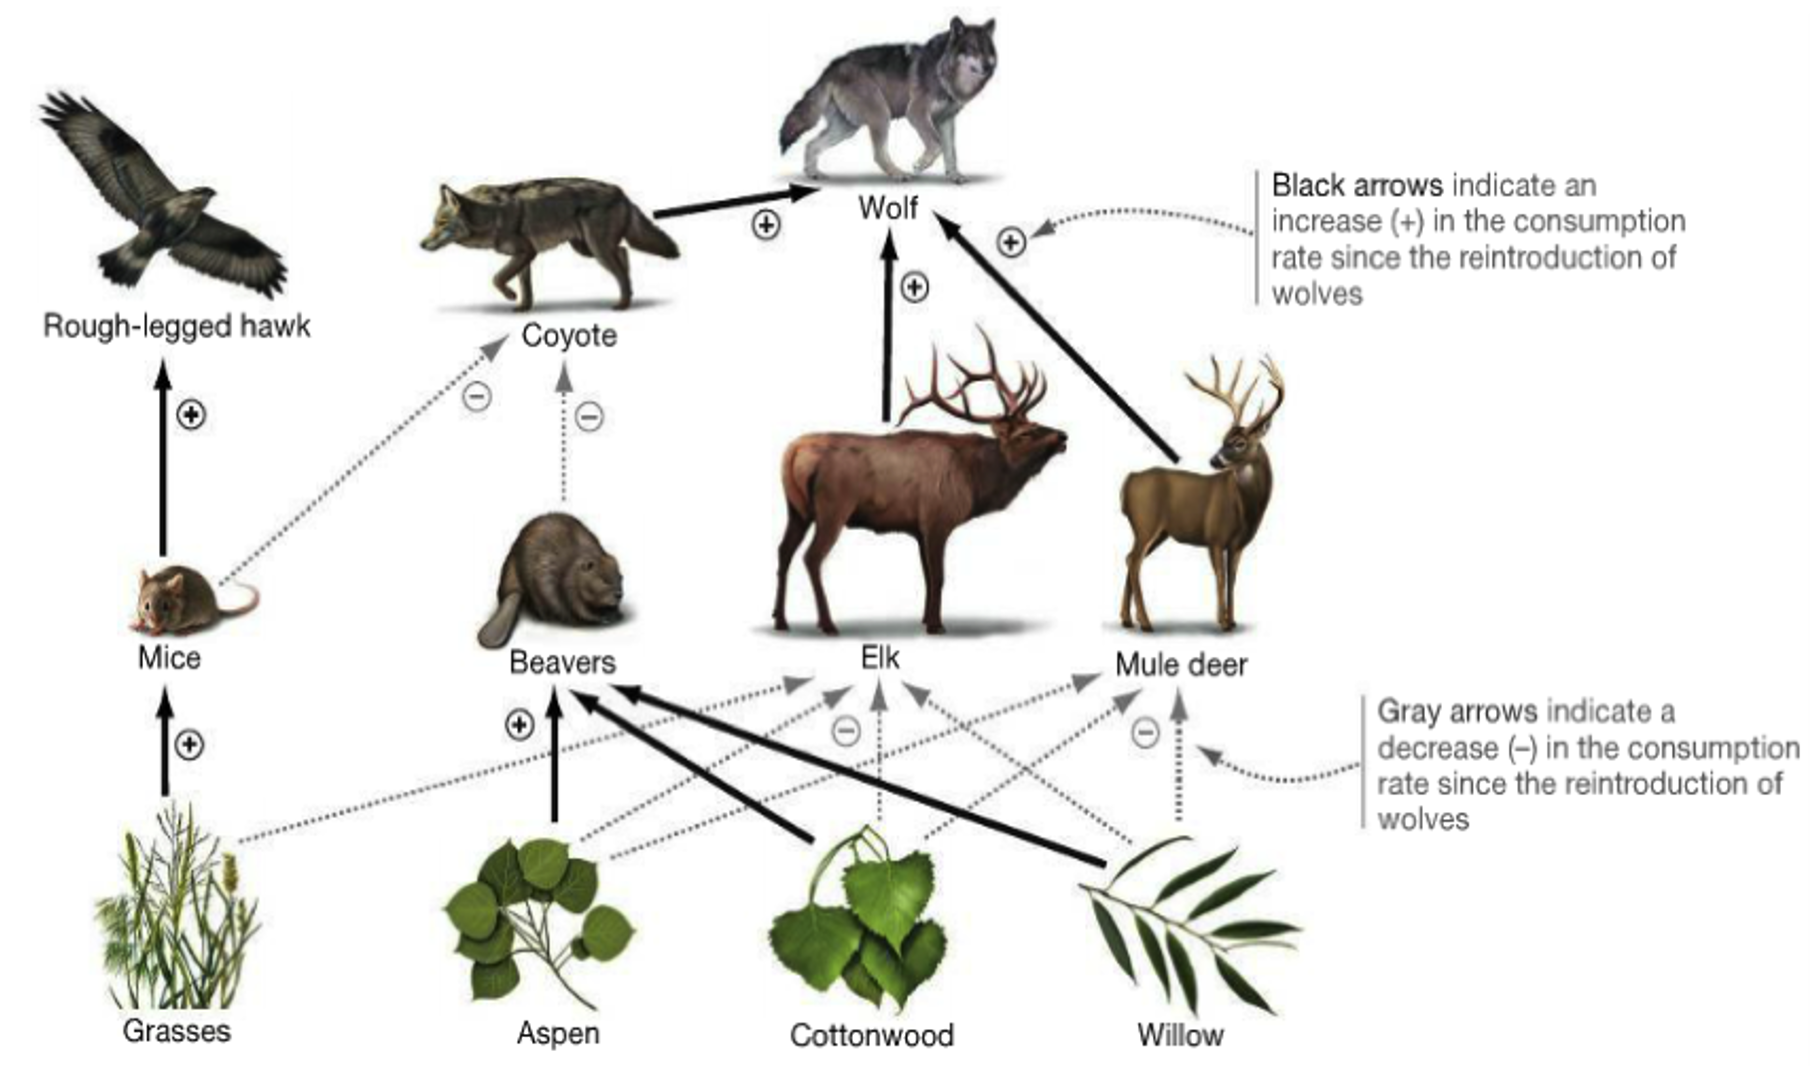 Wolf
Black arrows indicate an
increase (+) in the consumption
rate since the reintroduction of
wolves
+
+
+
Rough-legged hawk
Coyote
+
−
−
Mice
Beavers
Elk
Mule deer
+
+
−
−
Gray arrows indicate a
decrease (−) in the consumption
rate since the reintroduction of
wolves
Grasses
Aspen
Cottonwood
Willow